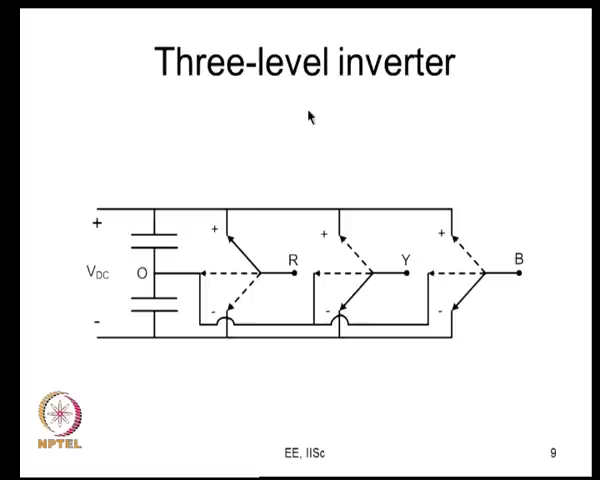 Three-level inverter
+ + + +
R Y B
V_DC O
- - - -
NPTEL
EE, IISc 9